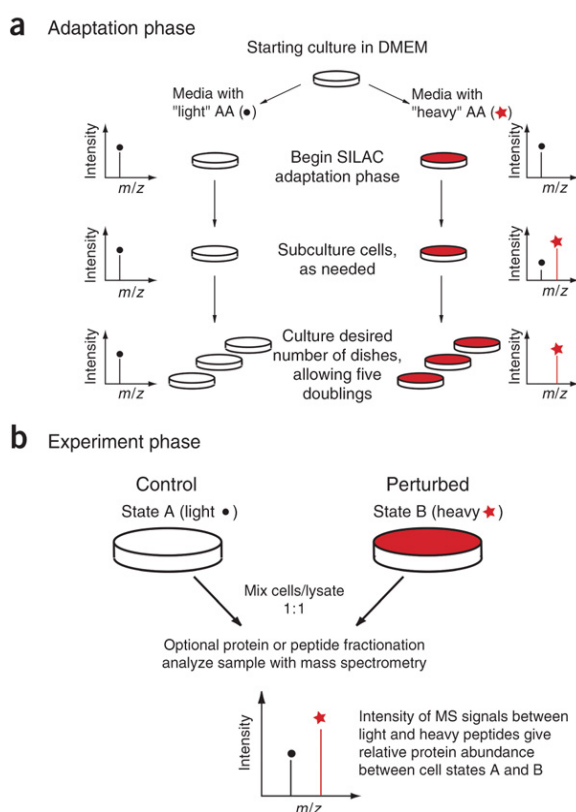 a Adaptation phase
Starting culture in DMEM
Media with
"light" AA (●)
Media with
"heavy" AA (★)
Intensity
m/z
Begin SILAC
adaptation phase
Intensity
m/z
Intensity
m/z
Subculture cells,
as needed
Intensity
m/z
Intensity
m/z
Culture desired
number of dishes,
allowing five
doublings
Intensity
m/z
b Experiment phase
Control
State A (light ●)
Perturbed
State B (heavy ★)
Mix cells/lysate
1:1
Optional protein or peptide fractionation
analyze sample with mass spectrometry
Intensity
m/z
Intensity of MS signals between
light and heavy peptides give
relative protein abundance
between cell states A and B